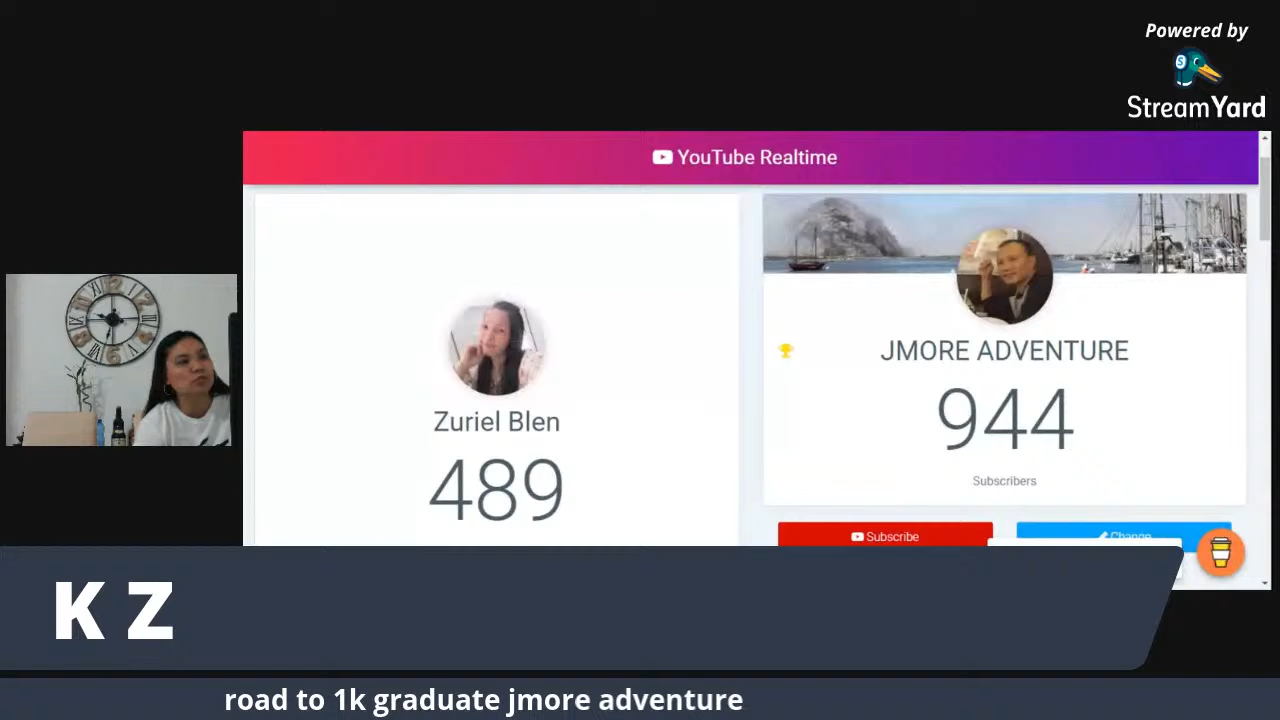 Powered by
StreamYard
YouTube Realtime
JMORE ADVENTURE
944
Subscribers
Zuriel Blen
489
Subscribe
Change
K Z
road to 1k graduate jmore adventure